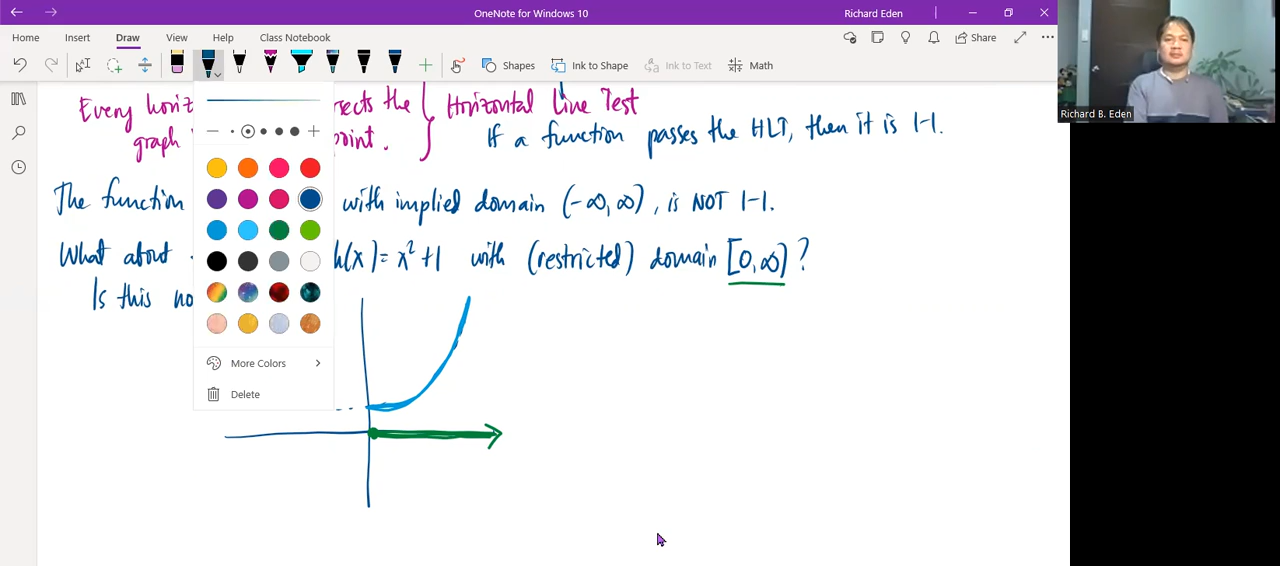 OneNote for Windows 10
Richard Eden
Home Insert Draw View Help Class Notebook
Share
Shapes Ink to Shape Ink to Text Math
Richard B. Eden
Every the Horizontal Line Test
graph point. If a function passes the HLT, then it is 1-1.
The function with implied domain (-∞, ∞), is NOT 1-1.
What about h(x) = x² + 1 with (restricted) domain [0, ∞)?
Is this
More Colors
Delete